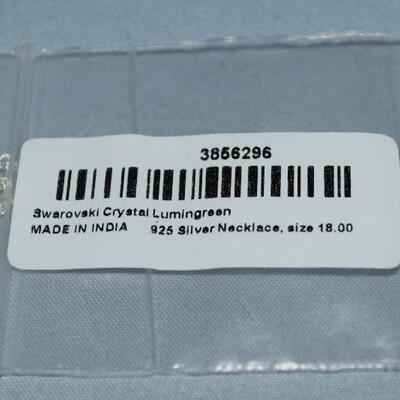 3856296
Swarovski Crystal Lumingreen
MADE IN INDIA 925 Silver Necklace, size 18.00